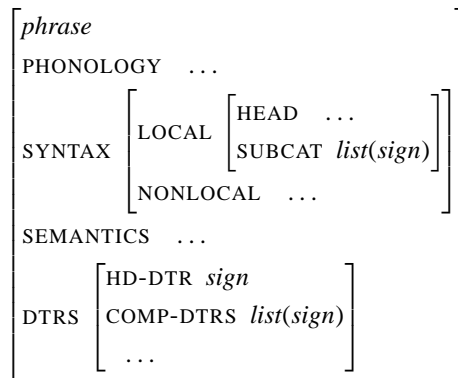 phrase
PHONOLOGY ...
SYNTAX LOCAL HEAD ...
SUBCAT list(sign)
NONLOCAL ...
SEMANTICS ...
DTRS HD-DTR sign
COMP-DTRS list(sign)
...